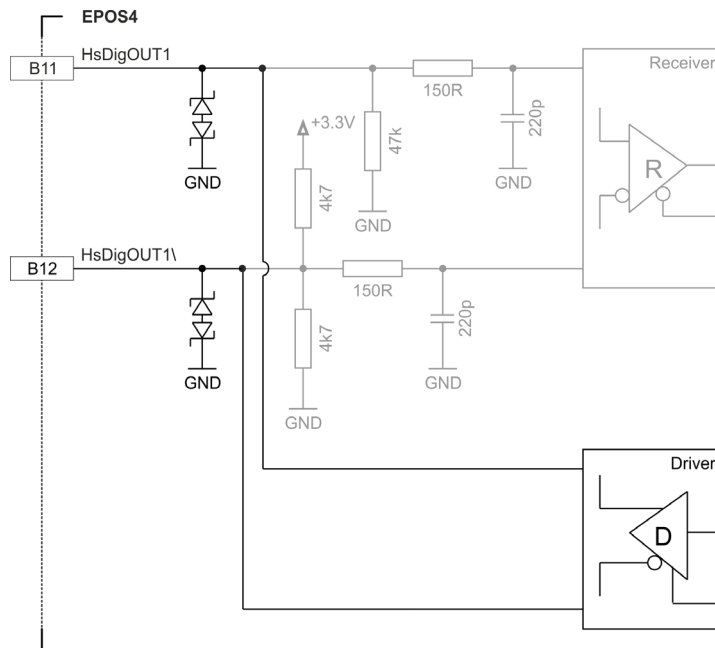 EPOS4
HsDigOUT1
B11
Receiver
150R
220p
+3.3V
47k
GND
4k7
GND
R
GND
HsDigOUT1\
B12
150R
4k7
220p
GND
GND
GND
Driver
D